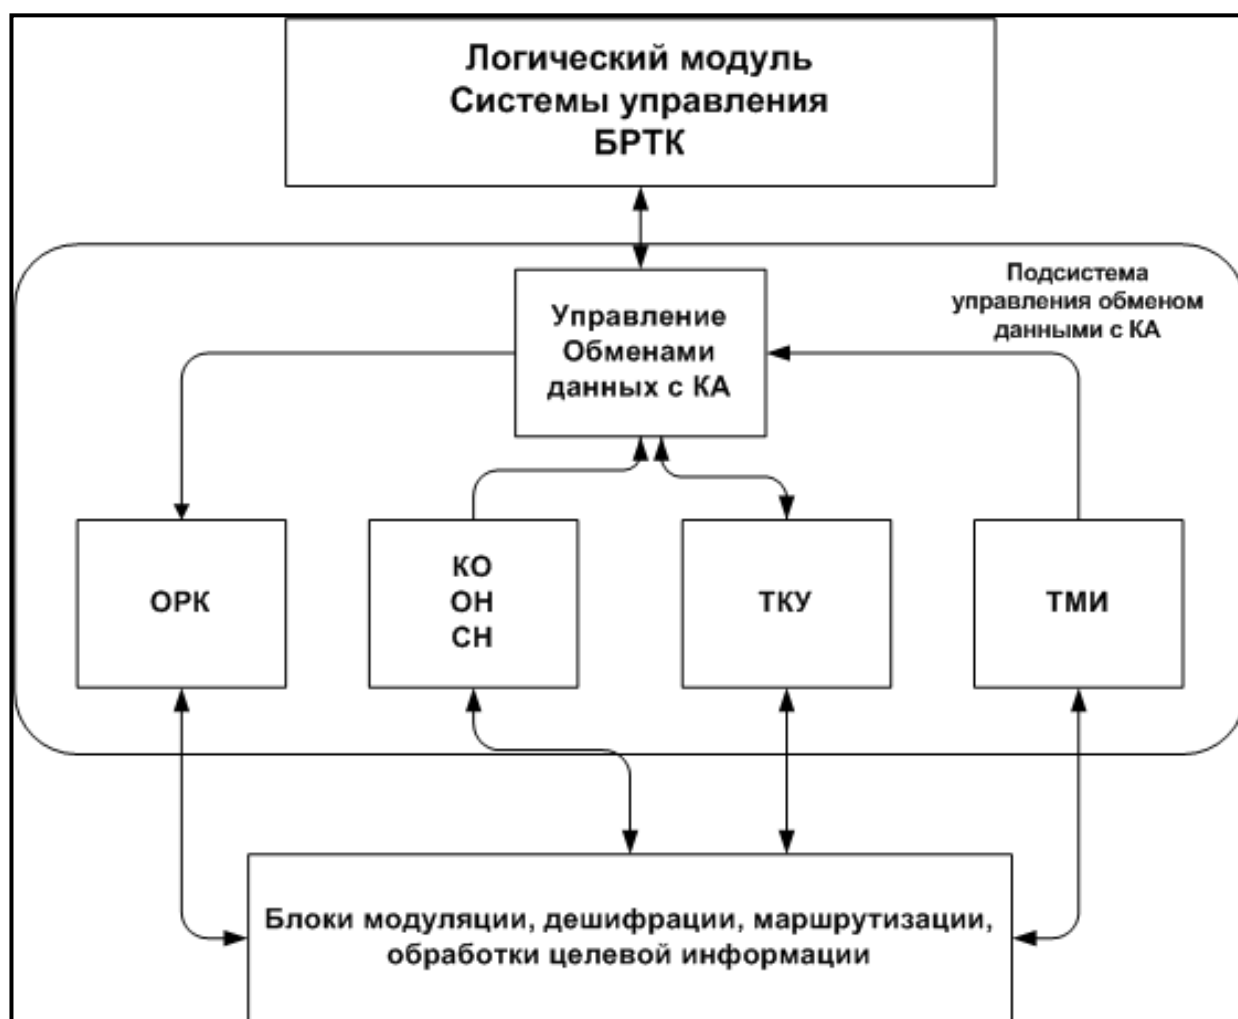 Логический модуль
Системы управления
БРТК
Подсистема
управления обменом
данными с КА
Управление
Обменами
данных с КА
ОРК
КО
ОН
СН
ТКУ
ТМИ
Блоки модуляции, дешифрации, маршрутизации,
обработки целевой информации